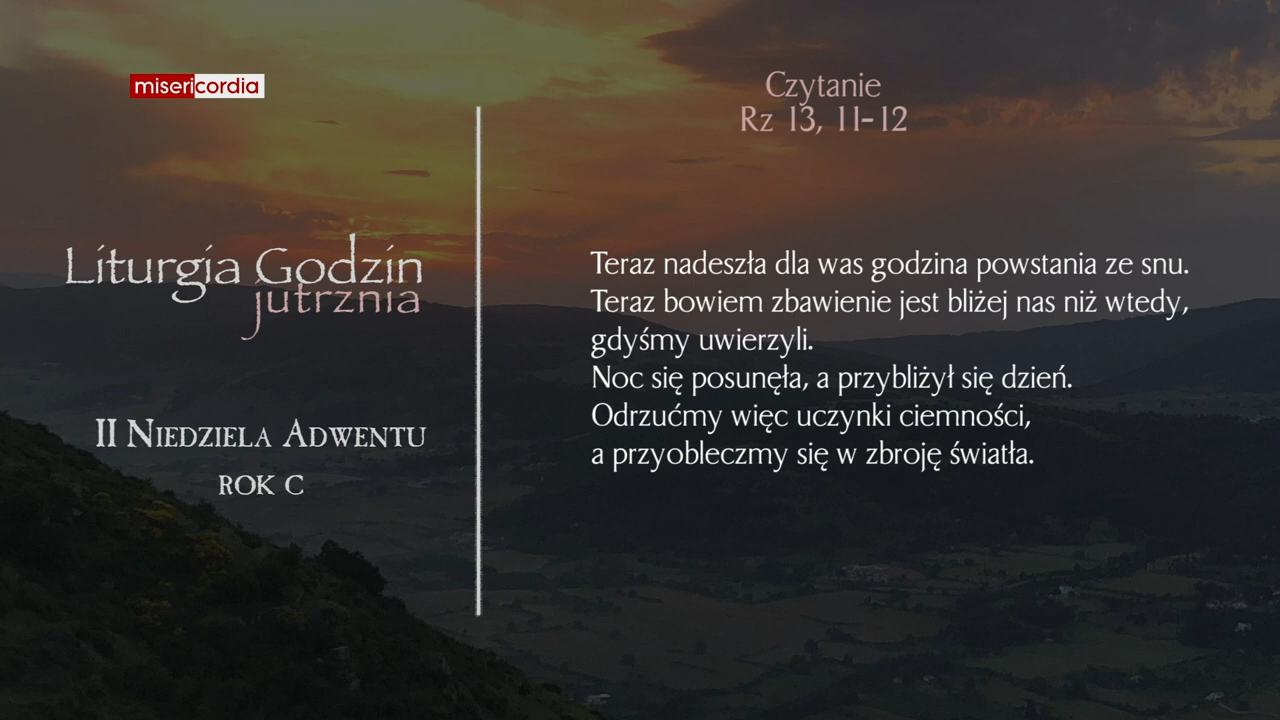 misericordia
Liturgia Godzin
jutrznia
II Niedziela Adwentu
rok C
Czytanie
Rz 13, 11-12
Teraz nadeszła dla was godzina powstania ze snu.
Teraz bowiem zbawienie jest bliżej nas niż wtedy,
gdyśmy uwierzyli.
Noc się posunęła, a przybliżył się dzień.
Odrzućmy więc uczynki ciemności,
a przyobleczmy się w zbroję światła.